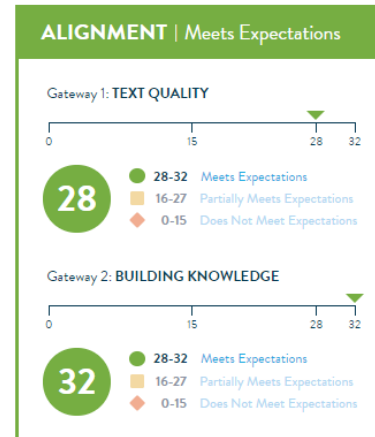 ALIGNMENT | Meets Expectations
Gateway 1: TEXT QUALITY
0 15 28 32
28
28-32 Meets Expectations
16-27 Partially Meets Expectations
0-15 Does Not Meet Expectations
Gateway 2: BUILDING KNOWLEDGE
0 15 28 32
32
28-32 Meets Expectations
16-27 Partially Meets Expectations
0-15 Does Not Meet Expectations